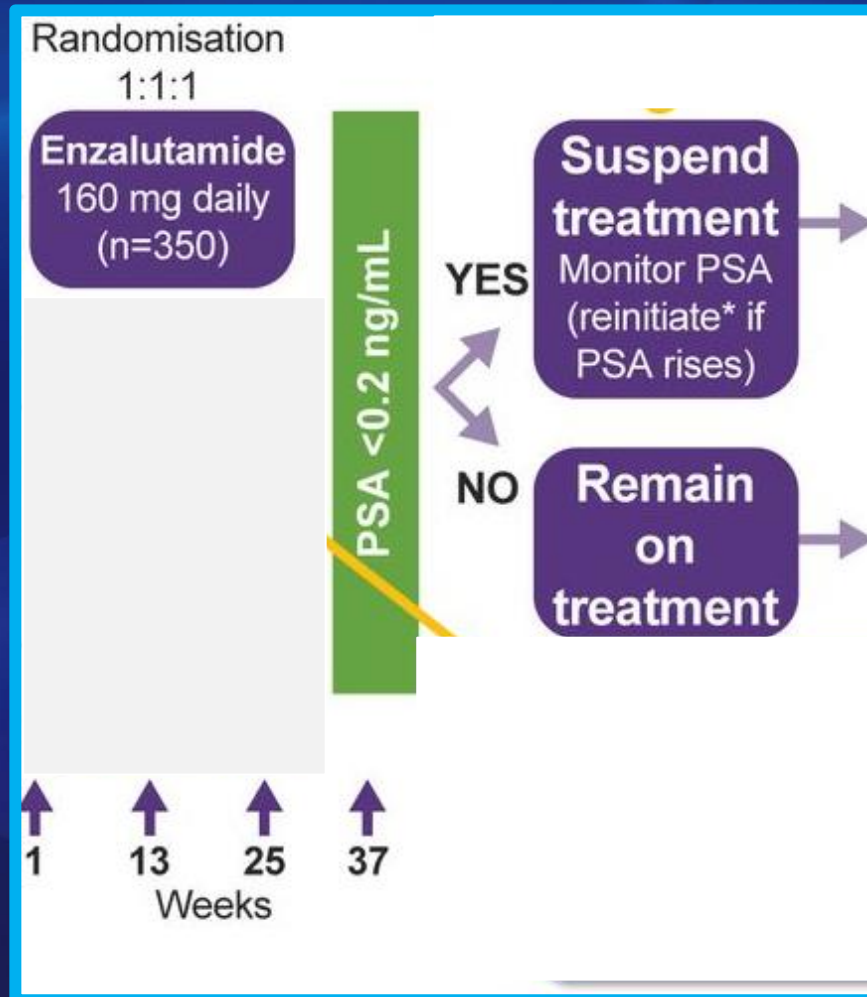 Randomisation
1:1:1
Enzalutamide
160 mg daily
(n=350)
PSA <0.2 ng/mL
YES
Suspend
treatment
Monitor PSA
(reinitiate* if
PSA rises)
NO
Remain
on
treatment
1 13 25 37
Weeks